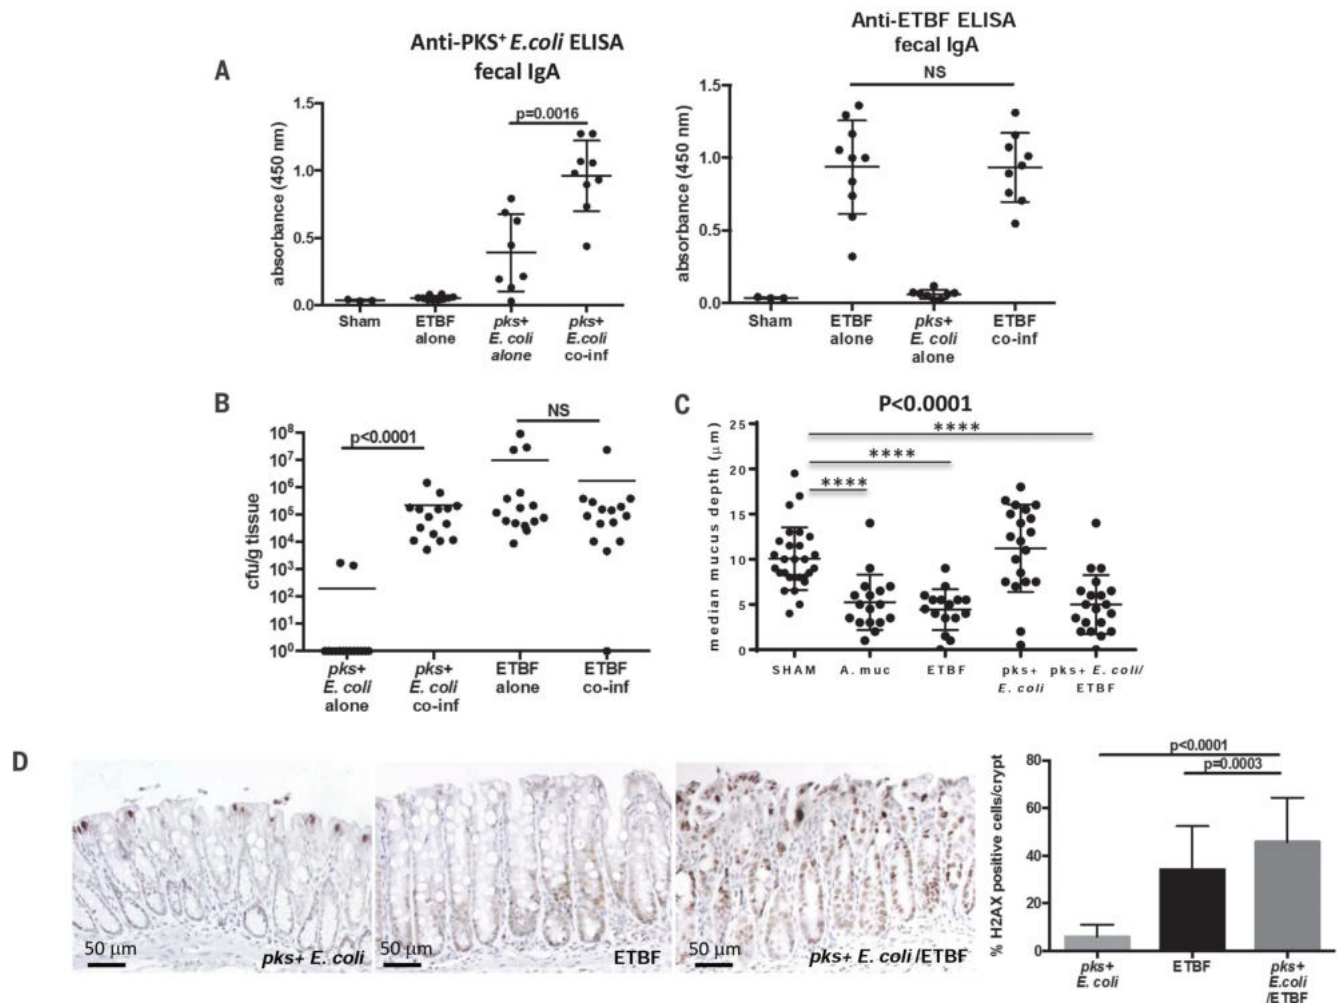 A
Anti-PKS+ E.coli ELISA
fecal IgA
absorbance (450 nm)
1.5
1.0
0.5
0.0
p=0.0016
Sham
ETBF
alone
pks+
E. coli
alone
pks+
E.coli
co-inf
Anti-ETBF ELISA
fecal IgA
absorbance (450 nm)
1.5
1.0
0.5
0.0
NS
Sham
ETBF
alone
pks+
E. coli
alone
ETBF
co-inf
B
cfu/g tissue
10⁸
10⁷
10⁶
10⁵
10⁴
10³
10²
10¹
10⁰
p<0.0001
NS
pks+
E. coli
alone
pks+
E. coli
co-inf
ETBF
alone
ETBF
co-inf
C
P<0.0001
median mucus depth (μm)
25
20
15
10
5
0
****
****
****
SHAM
A. muc
ETBF
pks+
E. coli
pks+ E. coli/
ETBF
D
50 μm
pks+ E. coli
50 μm
ETBF
50 μm
pks+ E. coli/ETBF
% H2AX positive cells/crypt
80
60
40
20
0
p<0.0001
p=0.0003
pks+
E. coli
ETBF
pks+
E.coli
/ETBF